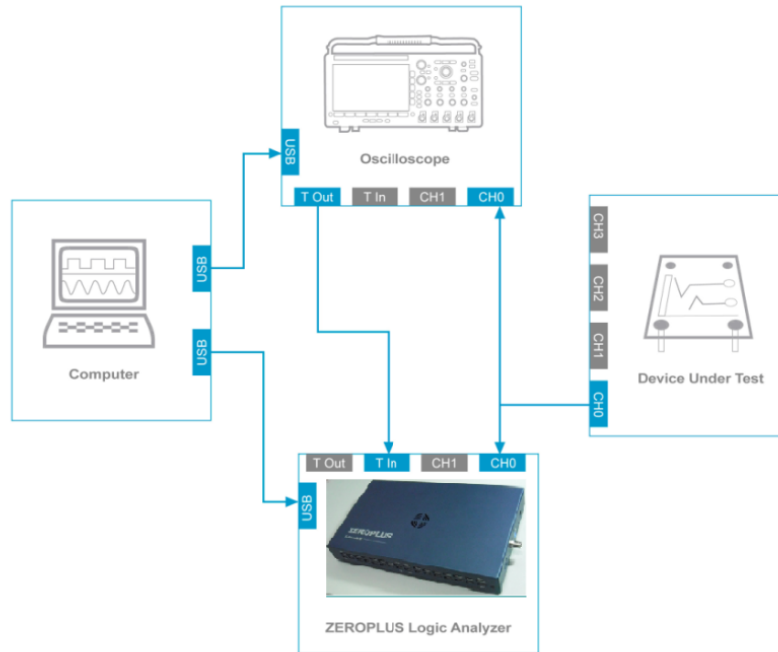 USB
Oscilloscope
T Out T In CH1 CH0
USB
USB
Computer
CH3
CH2
CH1
CH0
Device Under Test
T Out T In CH1 CH0
USB
ZEROPLUS
ZEROPLUS Logic Analyzer